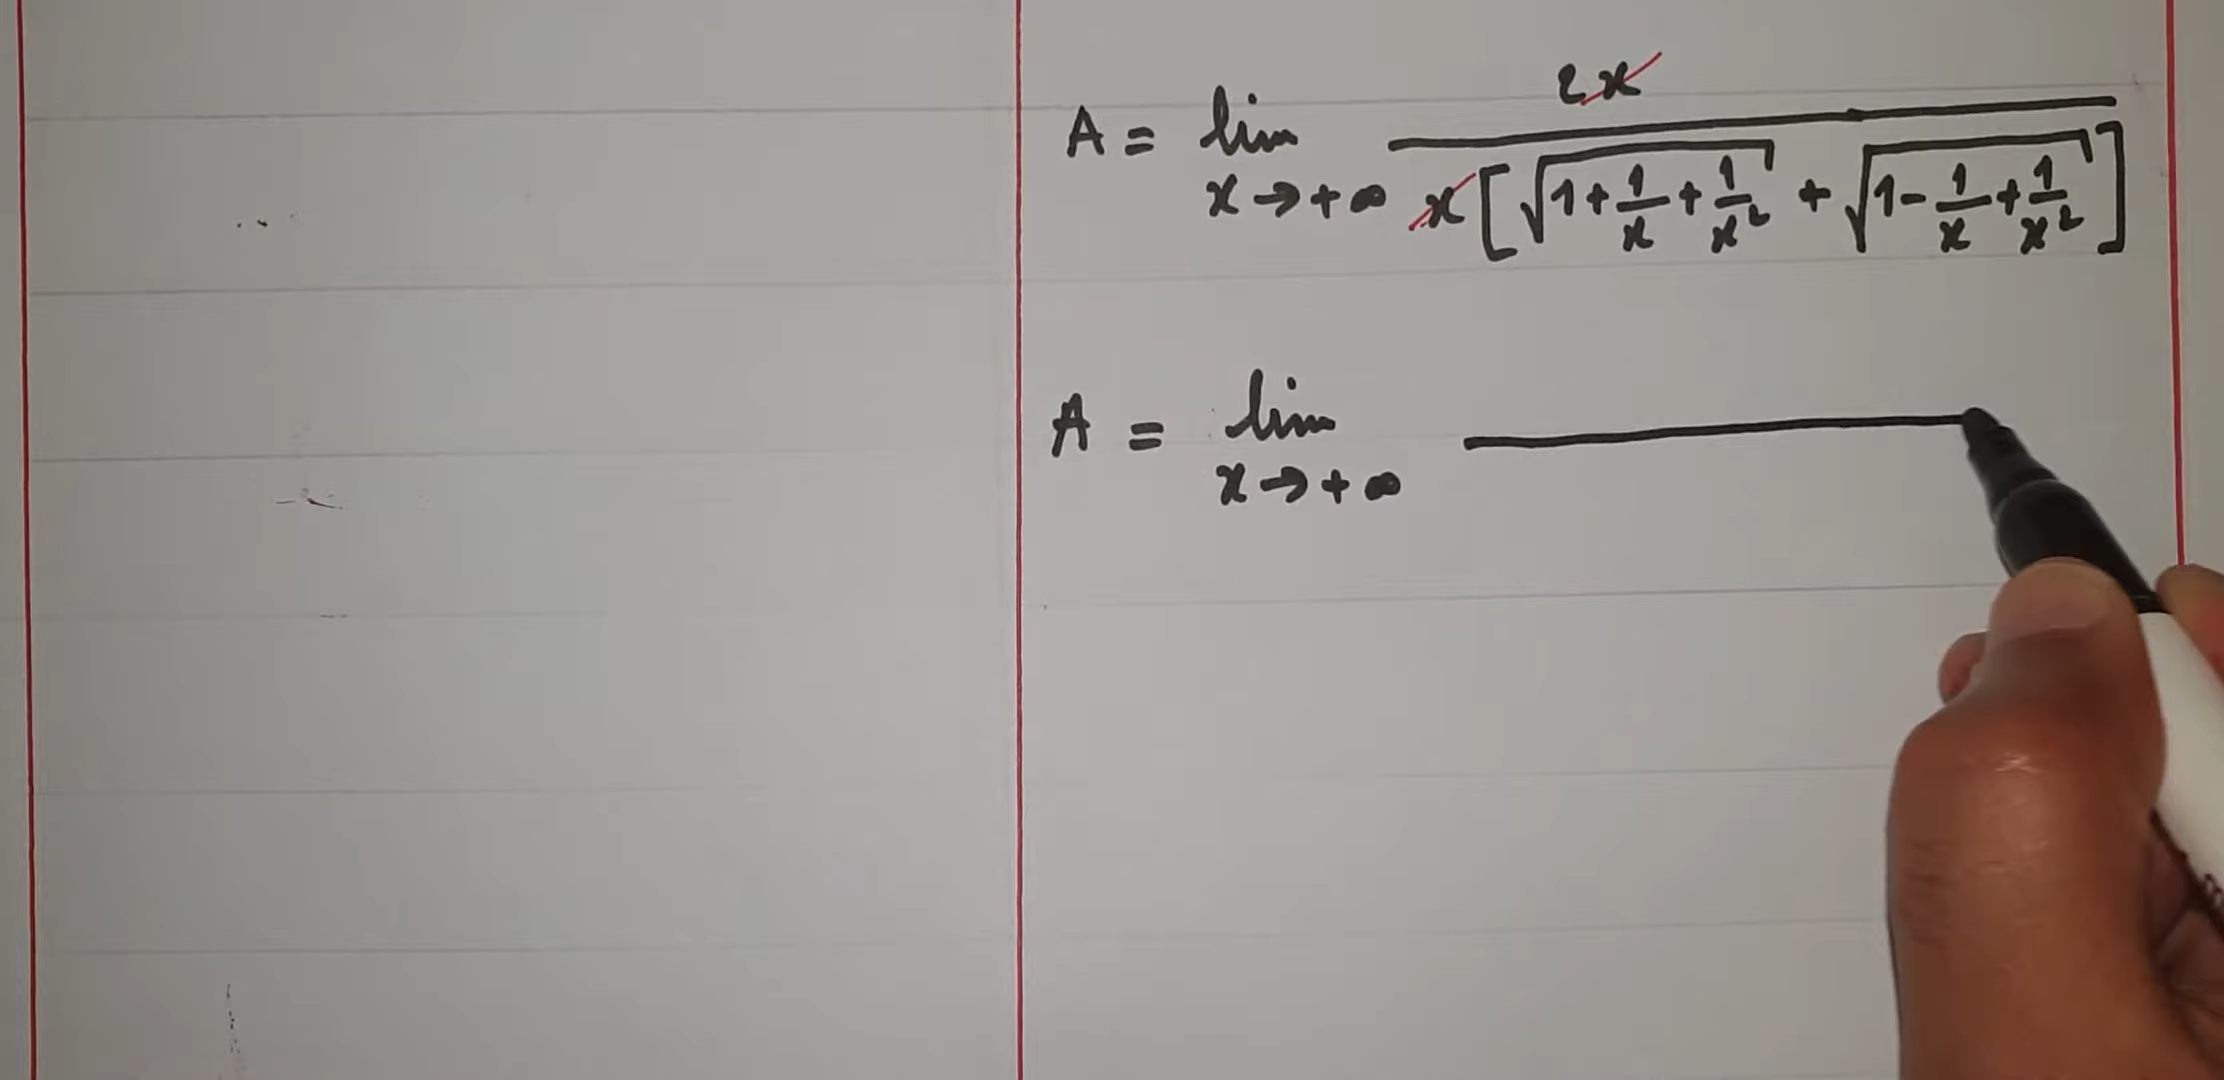 A = lim x→+∞ 2x / x[√(1+1/x+1/x²) + √(1-1/x+1/x²)]
A = lim x→+∞